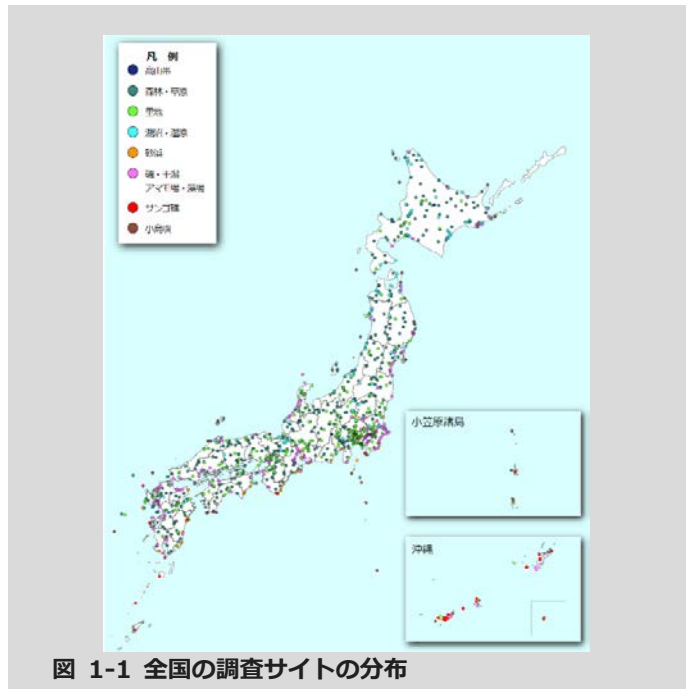 凡 例
高山帯
森林・草原
里地
湖沼・湿原
砂浜
磯・干潟
アマモ場・藻場
サンゴ礁
小島嶼
小笠原諸島
沖縄
図 1-1 全国の調査サイトの分布